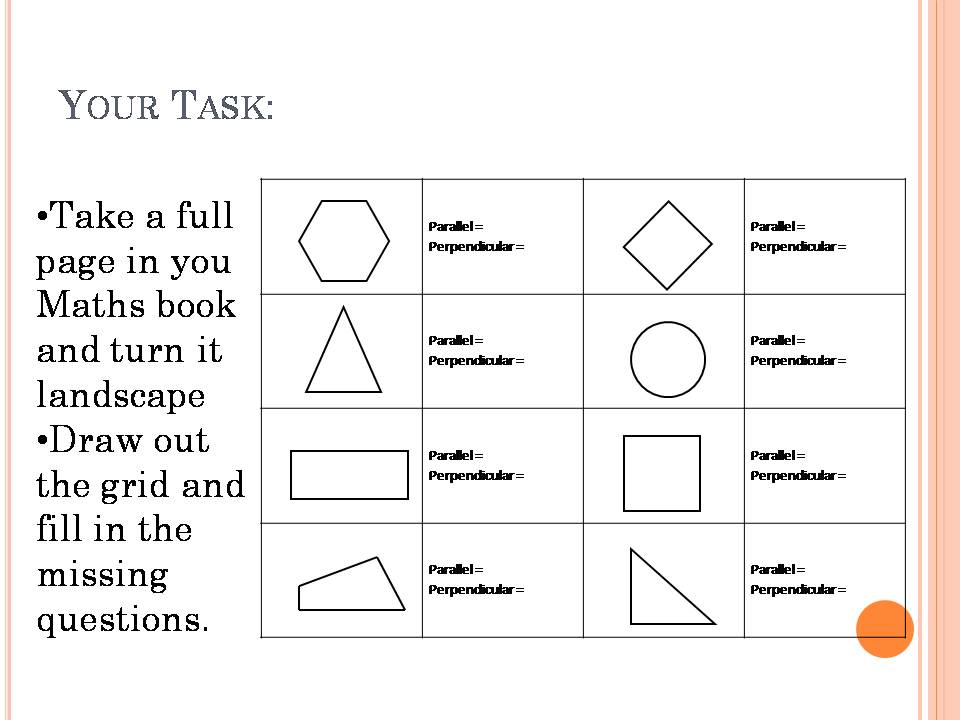 YOUR TASK:
•Take a full
page in you
Maths book
and turn it
landscape
•Draw out
the grid and
fill in the
missing
questions.
Parallel=
Perpendicular=
Parallel=
Perpendicular=
Parallel=
Perpendicular=
Parallel=
Perpendicular=
Parallel=
Perpendicular=
Parallel=
Perpendicular=
Parallel=
Perpendicular=
Parallel=
Perpendicular=